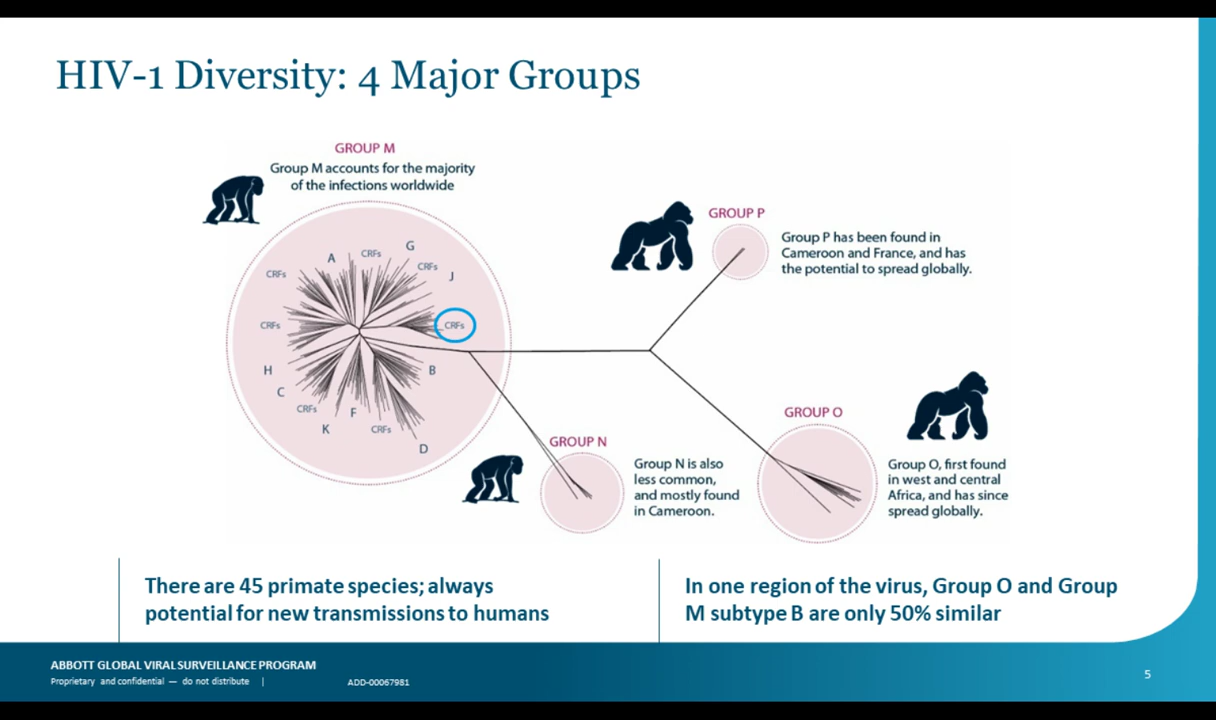 HIV-1 Diversity: 4 Major Groups
GROUP M
Group M accounts for the majority
of the infections worldwide
GROUP P
Group P has been found in
Cameroon and France, and has
the potential to spread globally.
A
CRFs
G
CRFs
CRFs
J
CRFs
CRFs
H
B
C
CRFs
F
K
CRFs
D
GROUP N
Group N is also
less common,
and mostly found
in Cameroon.
GROUP O
Group O, first found
in west and central
Africa, and has since
spread globally.
There are 45 primate species; always
potential for new transmissions to humans
In one region of the virus, Group O and Group
M subtype B are only 50% similar
ABBOTT GLOBAL VIRAL SURVEILLANCE PROGRAM
Proprietary and confidential — do not distribute |
ADD-00067981
5